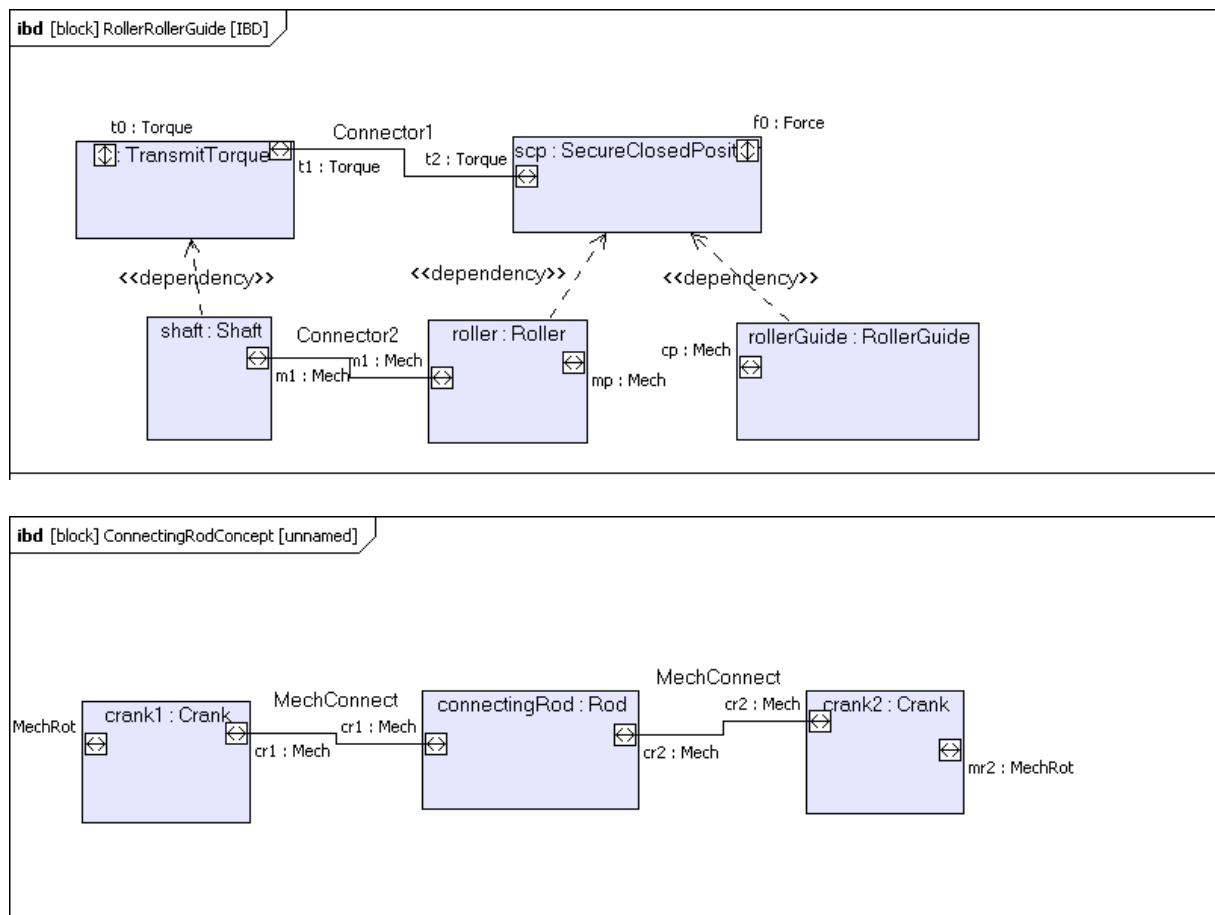 ibd [block] RollerRollerGuide [IBD]
t0 : Torque
Connector1
f0 : Force
: TransmitTorque
t1 : Torque
t2 : Torque
scp : SecureClosedPosit
<<dependency>>
<<dependency>>
<<dependency>>
shaft : Shaft
Connector2
roller : Roller
rollerGuide : RollerGuide
m1 : Mech
m1 : Mech
mp : Mech
cp : Mech
ibd [block] ConnectingRodConcept [unnamed]
MechRot
crank1 : Crank
MechConnect
cr1 : Mech
cr1 : Mech
connectingRod : Rod
MechConnect
cr2 : Mech
cr2 : Mech
crank2 : Crank
mr2 : MechRot